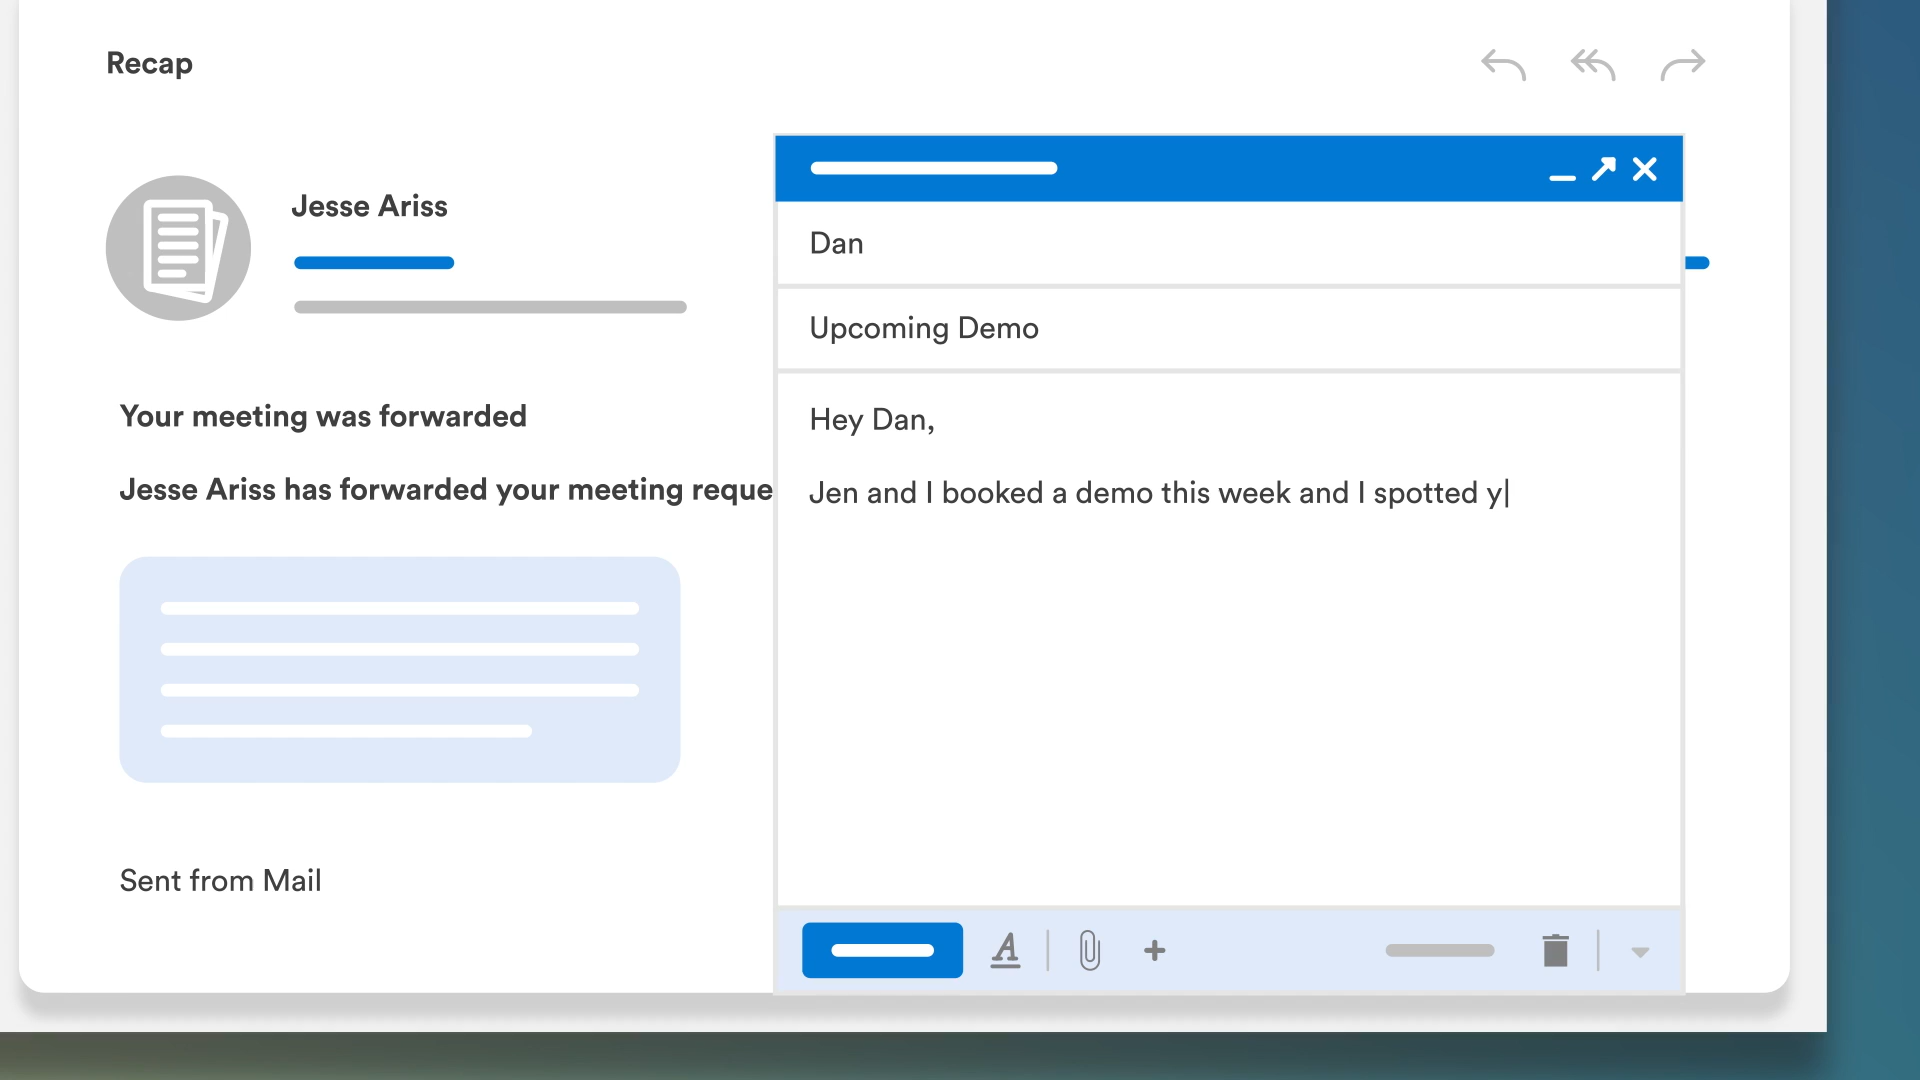 Recap
Jesse Ariss
Your meeting was forwarded
Jesse Ariss has forwarded your meeting reque
Sent from Mail
Dan
Upcoming Demo
Hey Dan,
Jen and I booked a demo this week and I spotted y
A